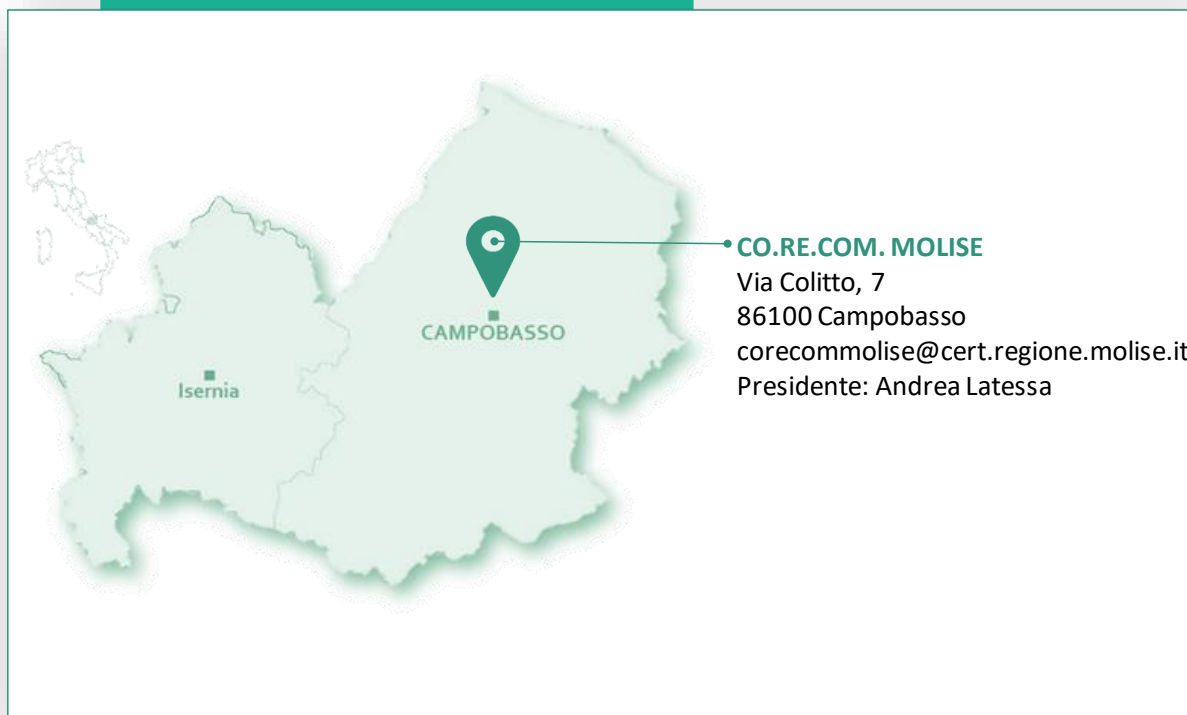 CO.RE.COM. MOLISE
Via Colitto, 7
86100 Campobasso
corecommolise@cert.regione.molise.it
Presidente: Andrea Latessa
CAMPOBASSO
Isernia